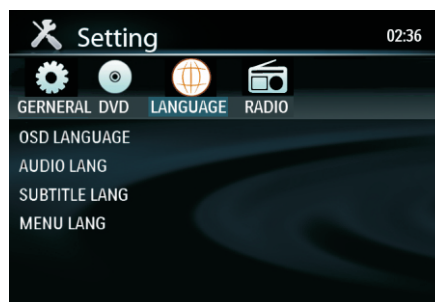 Setting 02:36
GERNERAL DVD LANGUAGE RADIO
OSD LANGUAGE
AUDIO LANG
SUBTITLE LANG
MENU LANG